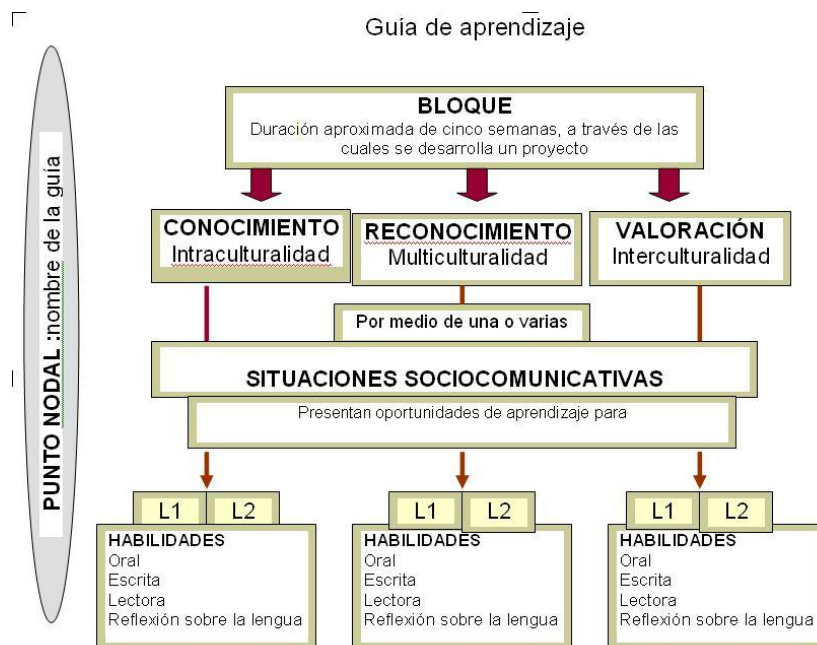 Guía de aprendizaje
PUNTO NODAL :nombre de la guía
BLOQUE
Duración aproximada de cinco semanas, a través de las
cuales se desarrolla un proyecto
CONOCIMIENTO
Intraculturalidad
RECONOCIMIENTO
Multiculturalidad
VALORACIÓN
Interculturalidad
Por medio de una o varias
SITUACIONES SOCIOCOMUNICATIVAS
Presentan oportunidades de aprendizaje para
L1 L2
HABILIDADES
Oral
Escrita
Lectora
Reflexión sobre la lengua
L1 L2
HABILIDADES
Oral
Escrita
Lectora
Reflexión sobre la lengua
L1 L2
HABILIDADES
Oral
Escrita
Lectora
Reflexión sobre la lengua